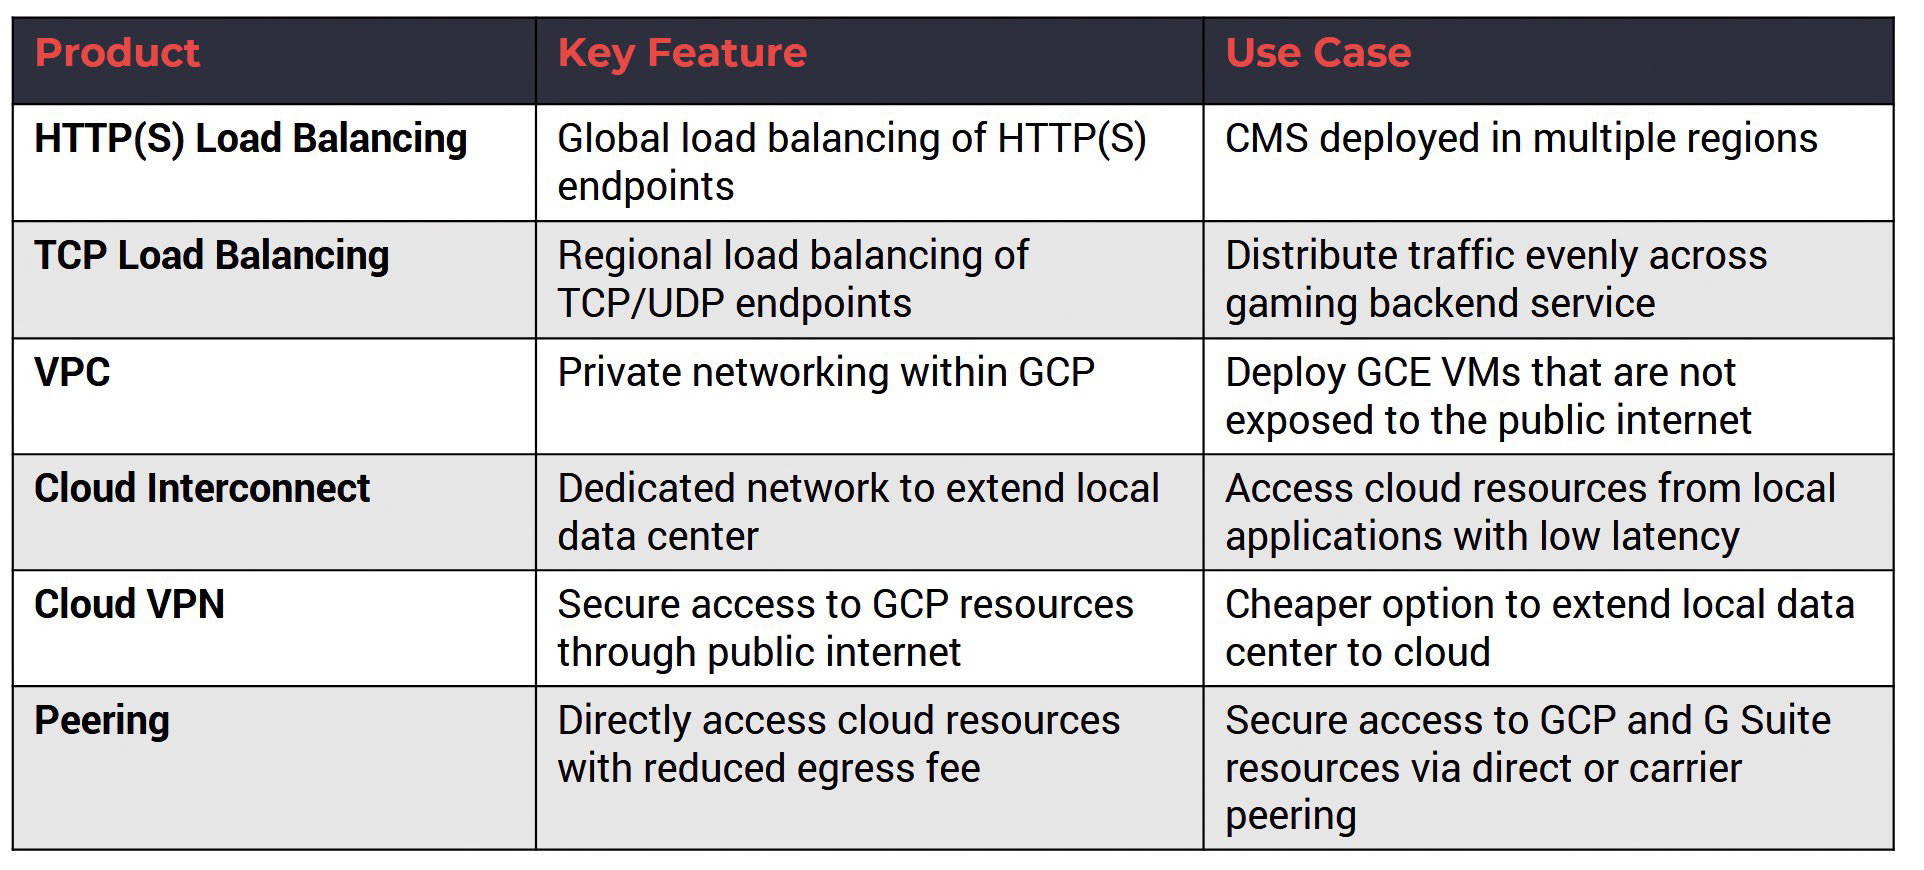 Product
Key Feature
Use Case
HTTP(S) Load Balancing
Global load balancing of HTTP(S)
endpoints
CMS deployed in multiple regions
TCP Load Balancing
Regional load balancing of
TCP/UDP endpoints
Distribute traffic evenly across
gaming backend service
VPC
Private networking within GCP
Deploy GCE VMs that are not
exposed to the public internet
Cloud Interconnect
Dedicated network to extend local
data center
Access cloud resources from local
applications with low latency
Cloud VPN
Secure access to GCP resources
through public internet
Cheaper option to extend local data
center to cloud
Peering
Directly access cloud resources
with reduced egress fee
Secure access to GCP and G Suite
resources via direct or carrier
peering